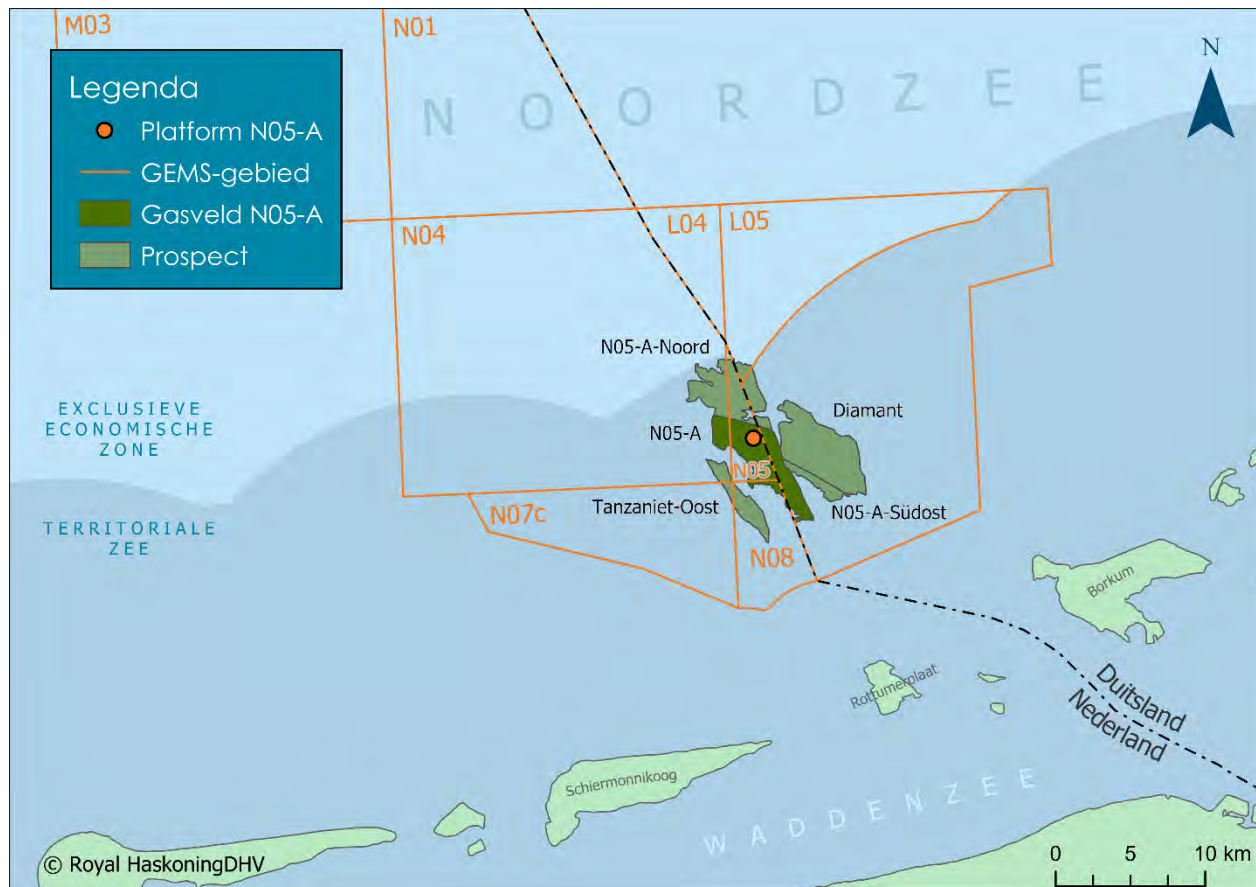 M03
N01
N
Legenda
Platform N05-A
GEMS-gebied
Gasveld N05-A
Prospect
NOORDZEE
N04
L04
L05
N05-A-Noord
Diamant
N05-A
N05
Tanzaniet-Oost
N05-A-Südost
EXCLUSIEVE
ECONOMISCHE
ZONE
TERRITORIALE
ZEE
N07c
N08
Borkum
Rottumerplaat
Duitsland
Nederland
Schiermonnikoog
WADDENZEE
© Royal HaskoningDHV
0 5 10 km